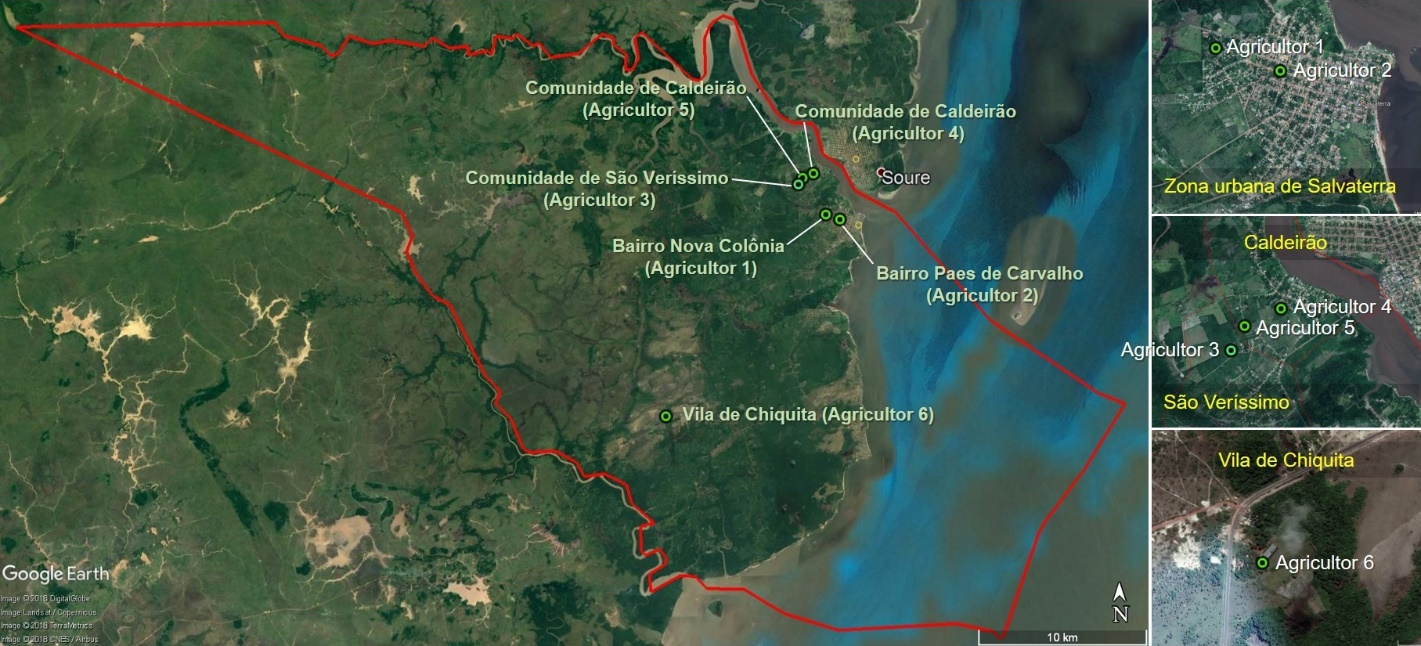 Comunidade de Caldeirão
(Agricultor 5)
Comunidade de Caldeirão
(Agricultor 4)
Comunidade de São Veríssimo
(Agricultor 3)
Soure
Bairro Nova Colônia
(Agricultor 1)
Bairro Paes de Carvalho
(Agricultor 2)
Vila de Chiquita (Agricultor 6)
Google Earth
Image © 2018 DigitalGlobe
Image Landsat / Copernicus
Image © 2018 TerraMetrics
Image © 2018 CNES / Airbus
N
10 km
Agricultor 1
Agricultor 2
Zona urbana de Salvaterra
Caldeirão
Agricultor 4
Agricultor 5
Agricultor 3
São Veríssimo
Vila de Chiquita
Agricultor 6